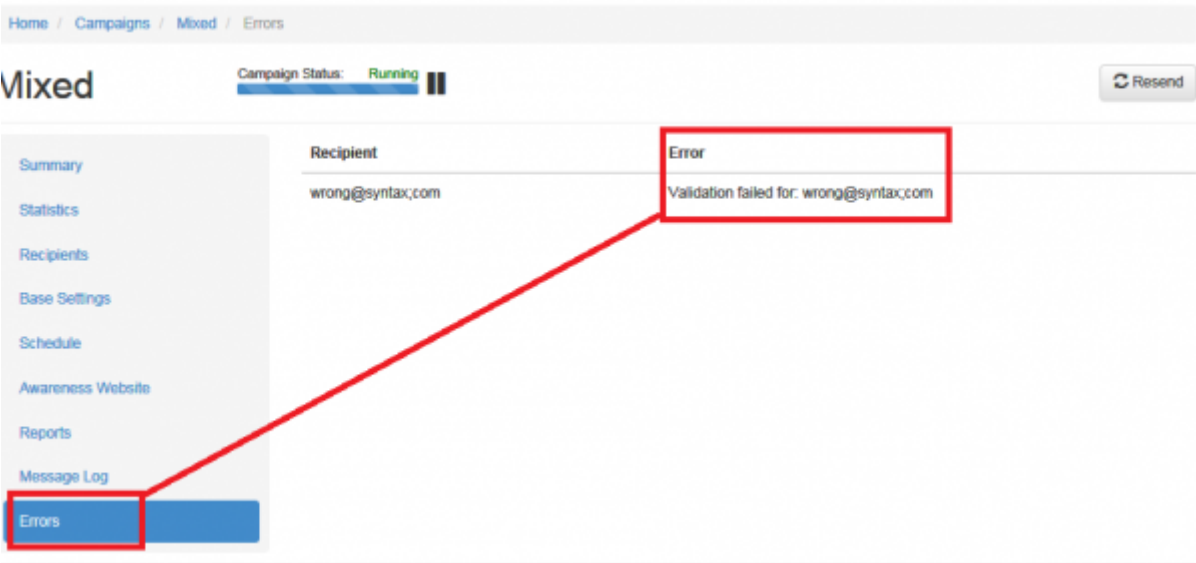 Home / Campaigns / Mixed / Errors
Mixed
Campaign Status: Running
Resend
Summary
Statistics
Recipients
Base Settings
Schedule
Awareness Website
Reports
Message Log
Errors
Recipient Error
wrong@syntax;com Validation failed for: wrong@syntax;com